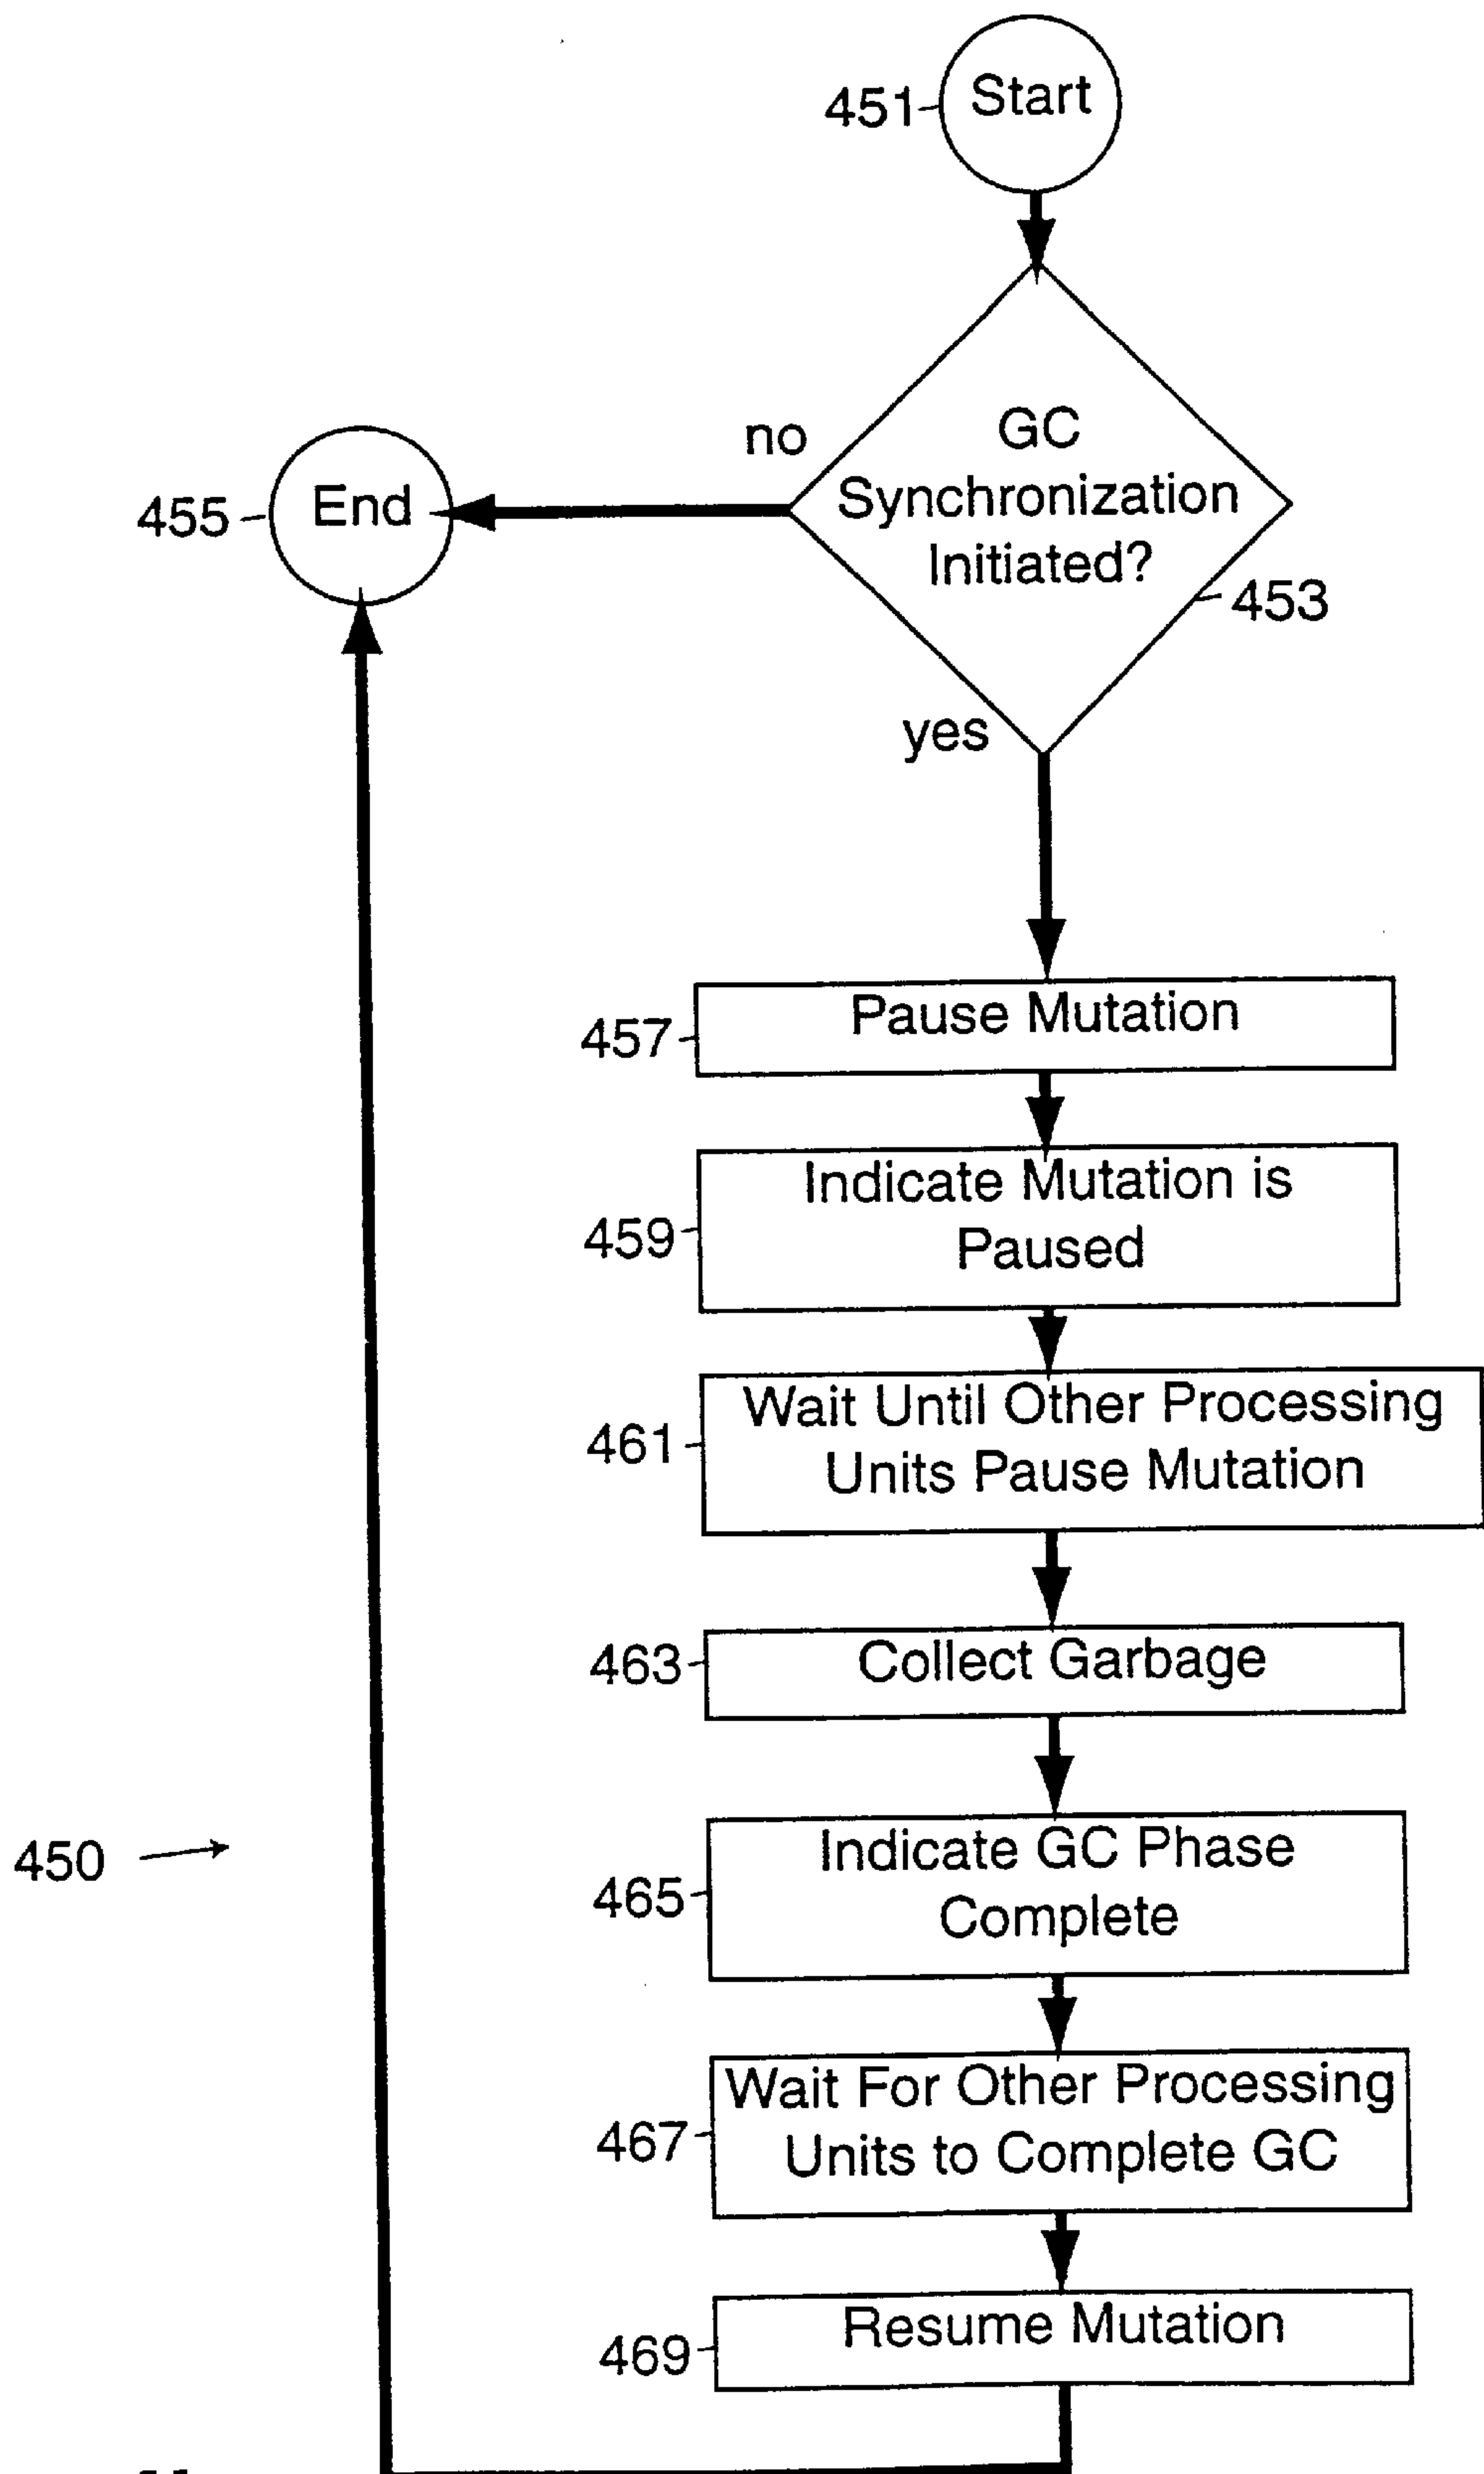 451
Start
no
GC
Synchronization
Initiated?
455
End
453
yes
457
Pause Mutation
459
Indicate Mutation is
Paused
461
Wait Until Other Processing
Units Pause Mutation
463
Collect Garbage
450
465
Indicate GC Phase
Complete
467
Wait For Other Processing
Units to Complete GC
469
Resume Mutation